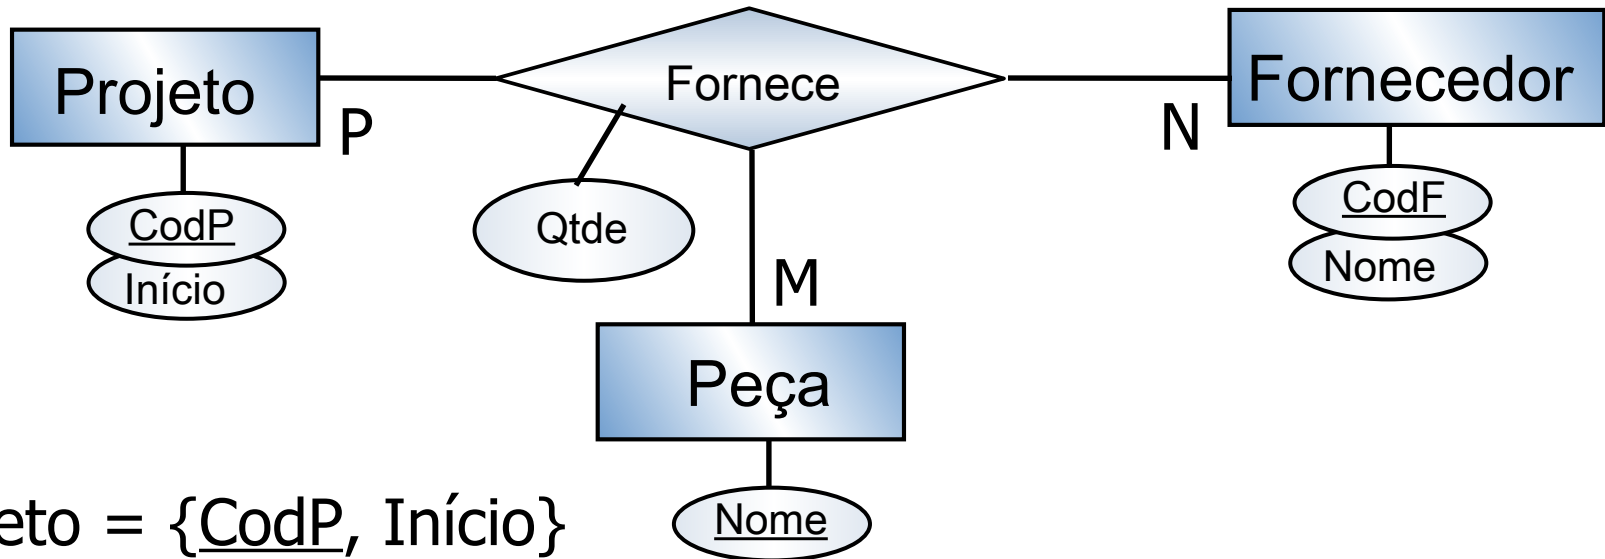 Projeto
Fornece
Fornecedor
P
N
CodP
Início
Qtde
CodF
Nome
M
Peça
Nome
eto = {CodP, Início}